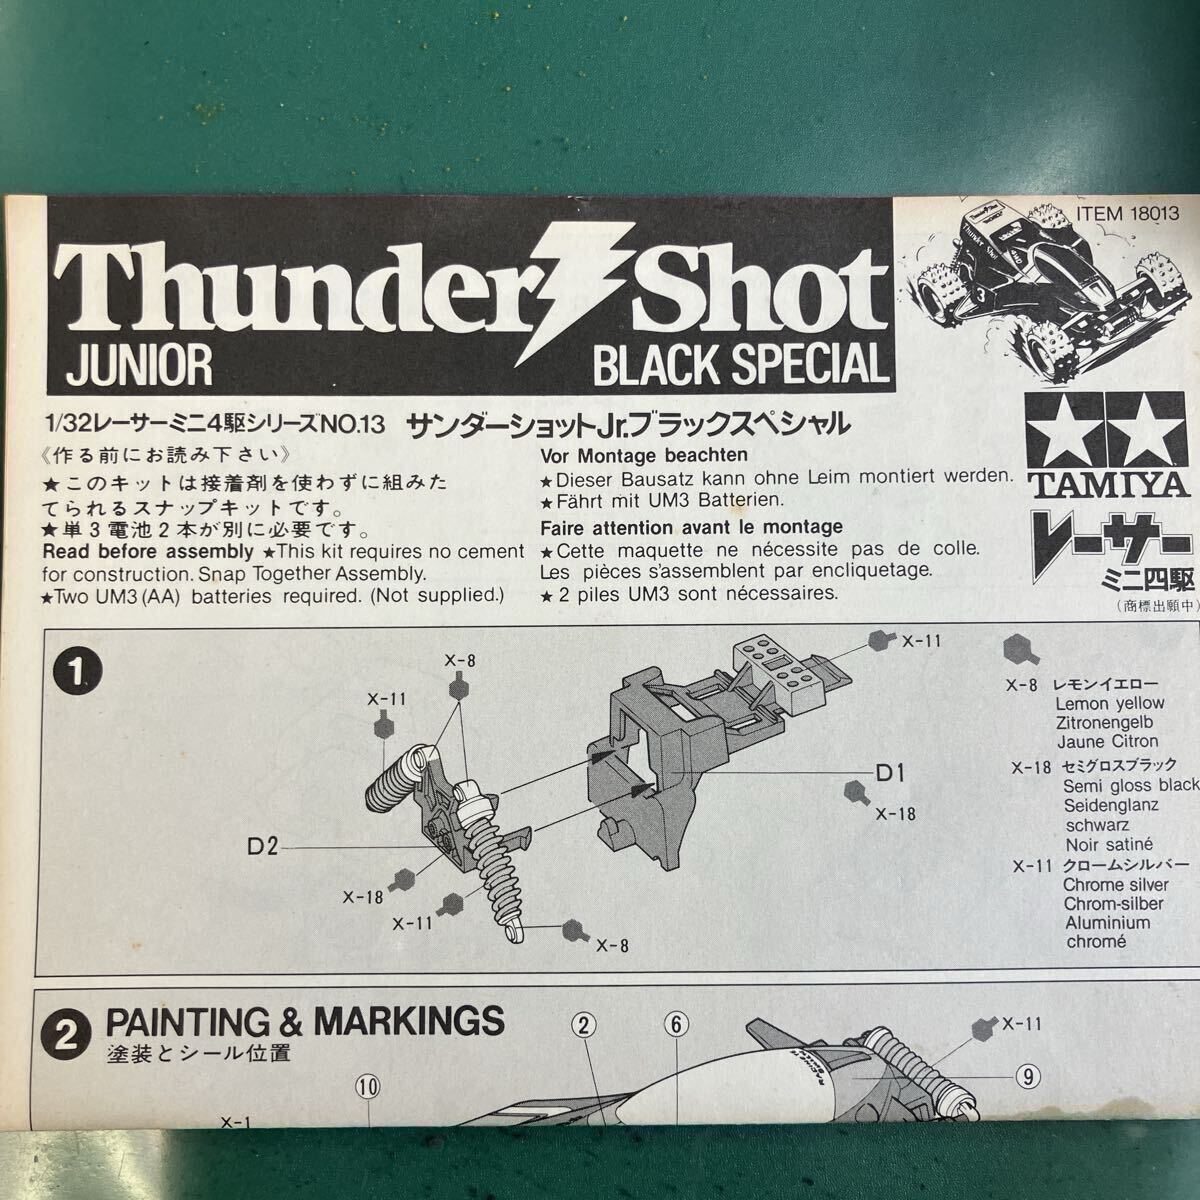 Thunder Shot
JUNIOR
BLACK SPECIAL
ITEM 18013
Thunder Shot
3
1/32レーサーミニ4駆シリーズNO.13 サンダーショットJr.ブラックスペシャル
TAMIYA
レーサー
ミニ四駆
(商標出願中)
《作る前にお読み下さい》
★このキットは接着剤を使わずに組みた
てられるスナップキットです。
★単3電池2本が別に必要です。
Read before assembly ★This kit requires no cement
for construction. Snap Together Assembly.
★Two UM3(AA) batteries required. (Not supplied.)
Vor Montage beachten
★Dieser Bausatz kann ohne Leim montiert werden.
★Fährt mit UM3 Batterien.
Faire attention avant le montage
★Cette maquette ne nécessite pas de colle.
Les pièces s'assemblent par encliquetage.
★2 piles UM3 sont nécessaires.
1
X-8
X-11
X-11
D1
X-18
D2
X-18
X-11
X-8
X-8 レモンイエロー
Lemon yellow
Zitronengelb
Jaune Citron
X-18 セミグロスブラック
Semi gloss black
Seidenglanz
schwarz
Noir satiné
X-11 クロームシルバー
Chrome silver
Chrom-silber
Aluminium
chromé
2 PAINTING & MARKINGS
塗装とシール位置
2
6
X-11
9
10
X-1